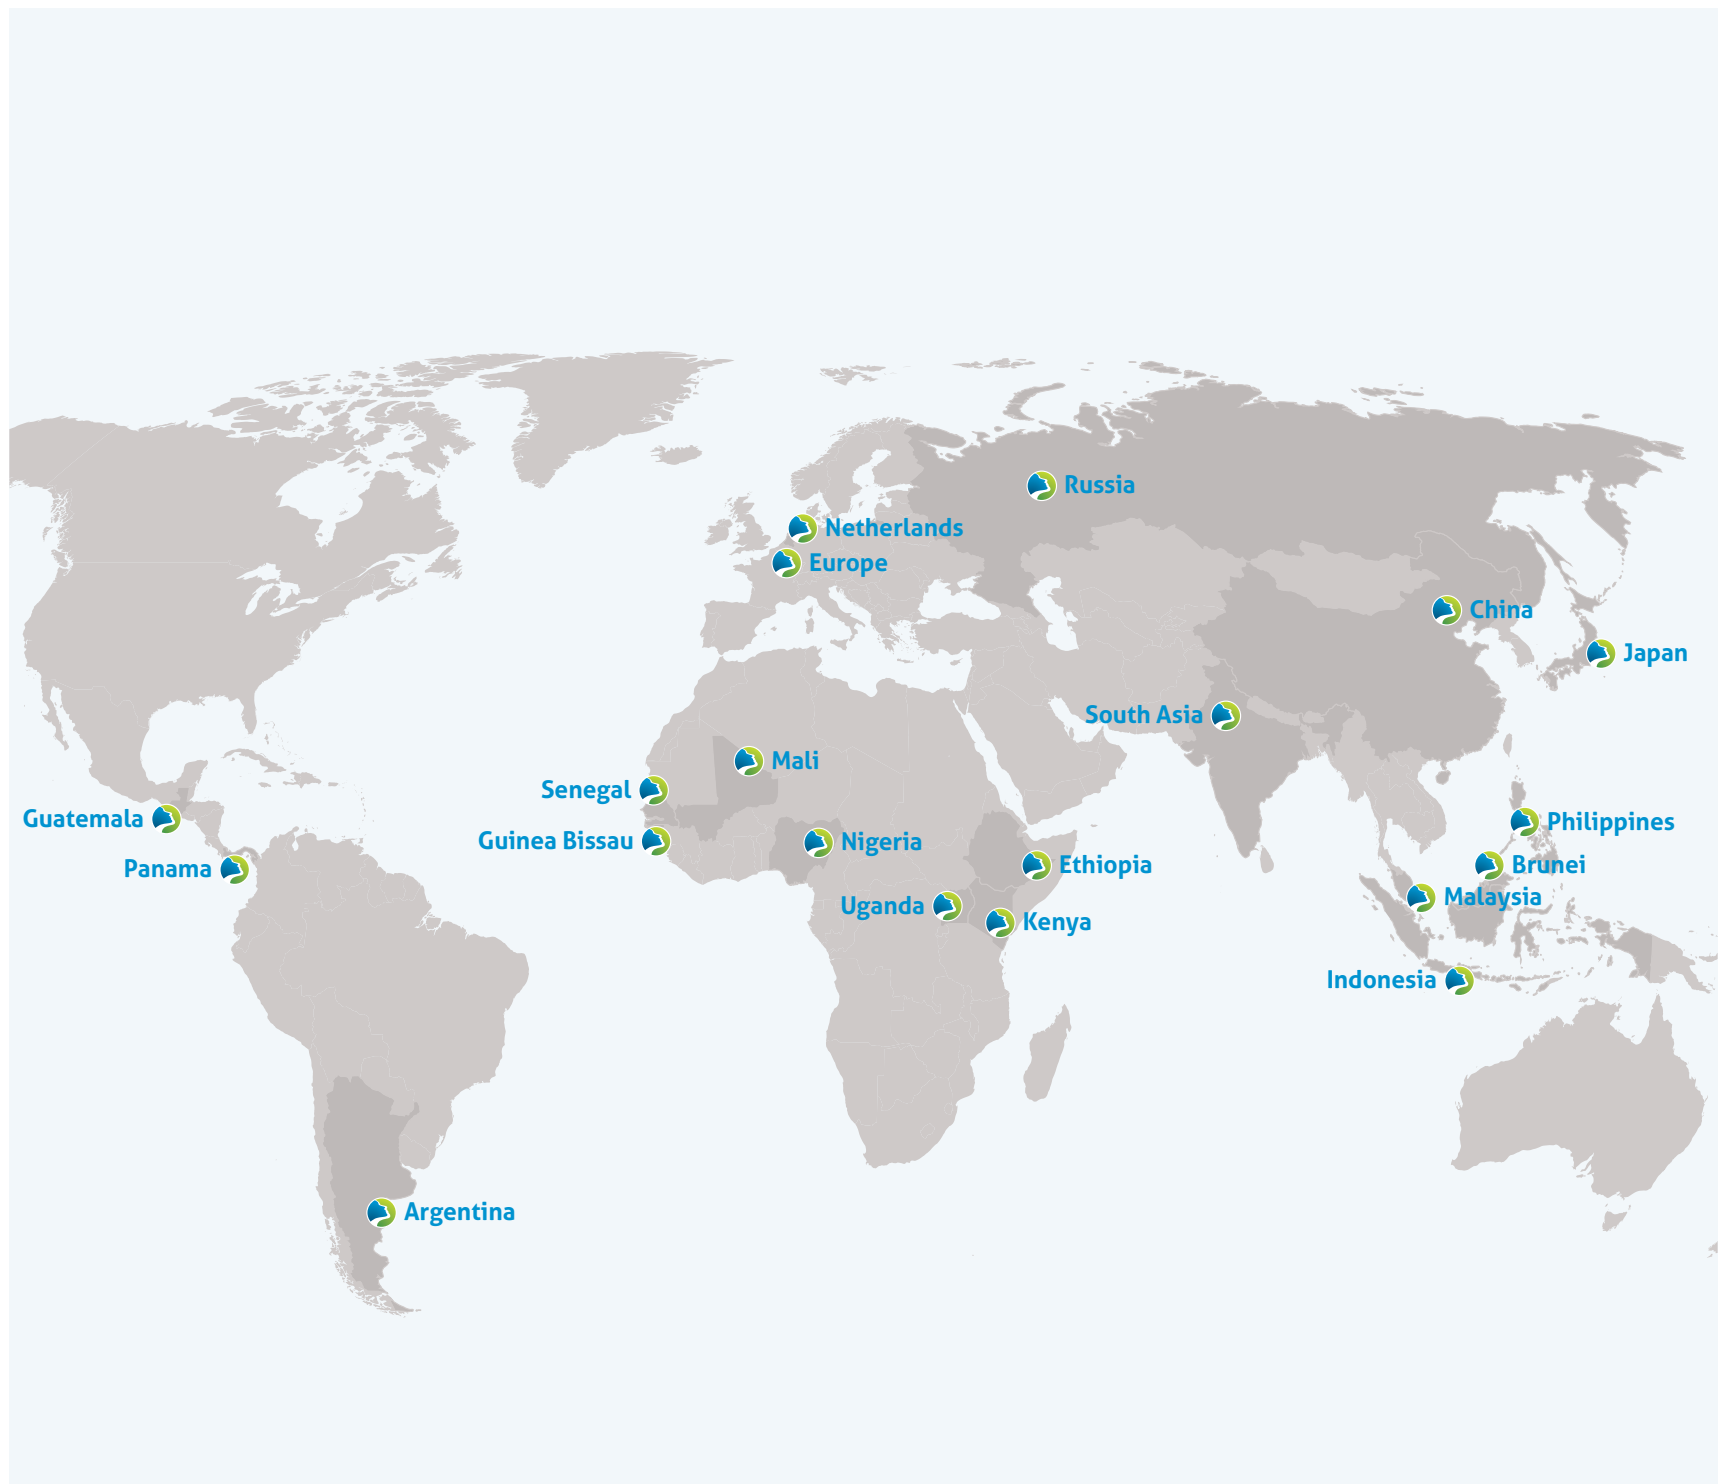 Russia
Netherlands
Europe
China
Japan
South Asia
Mali
Senegal
Guatemala
Philippines
Guinea Bissau
Nigeria
Panama
Ethiopia
Brunei
Malaysia
Uganda
Kenya
Indonesia
Argentina